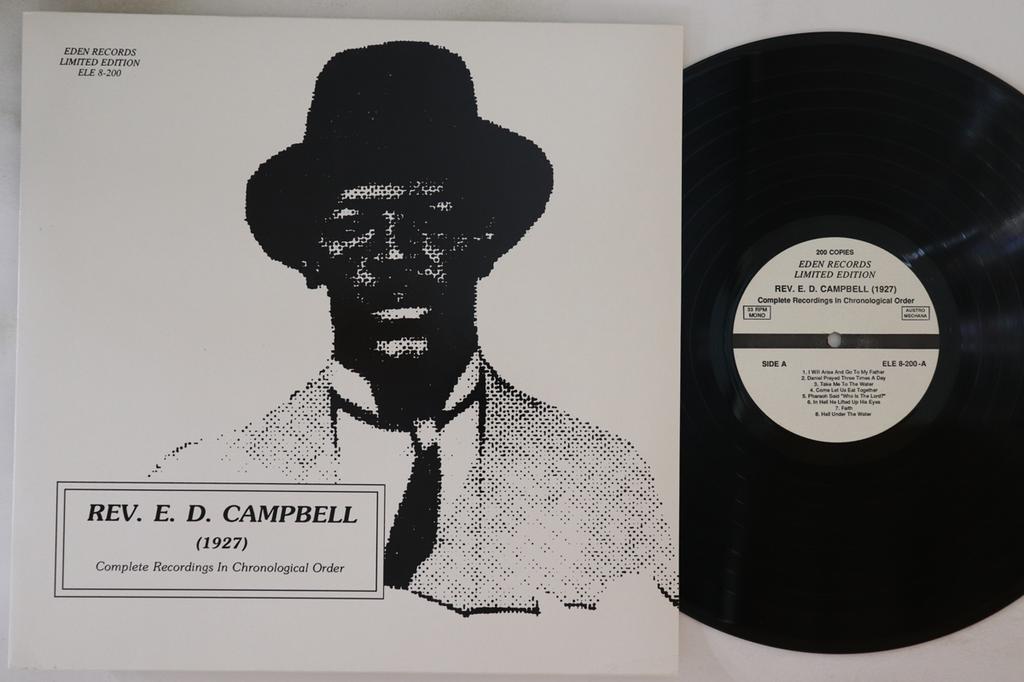 EDEN RECORDS
LIMITED EDITION
ELE 8-200
REV. E. D. CAMPBELL
(1927)
Complete Recordings In Chronological Order
200 COPIES
EDEN RECORDS
LIMITED EDITION
REV. E. D. CAMPBELL (1927)
Complete Recordings In Chronological Order
33 RPM
MONO
AUSTRO
MECHANA
SIDE A
ELE 8-200-A
1. I Will Arise And Go To My Father
2. Daniel Prayed Three Times A Day
3. Take Me To The Water
4. Come Let Us Eat Together
5. Pharaoh Said "Who Is The Lord?"
6. In Hell He Lifted Up His Eyes
7. Faith
8. Hell Under The Water